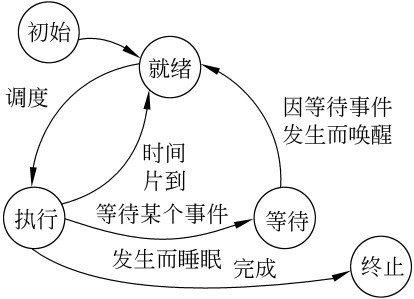 初始
就绪
调度
因等待事件
发生而唤醒
时间
片到
执行
等待某个事件
等待
发生而睡眠
完成
终止